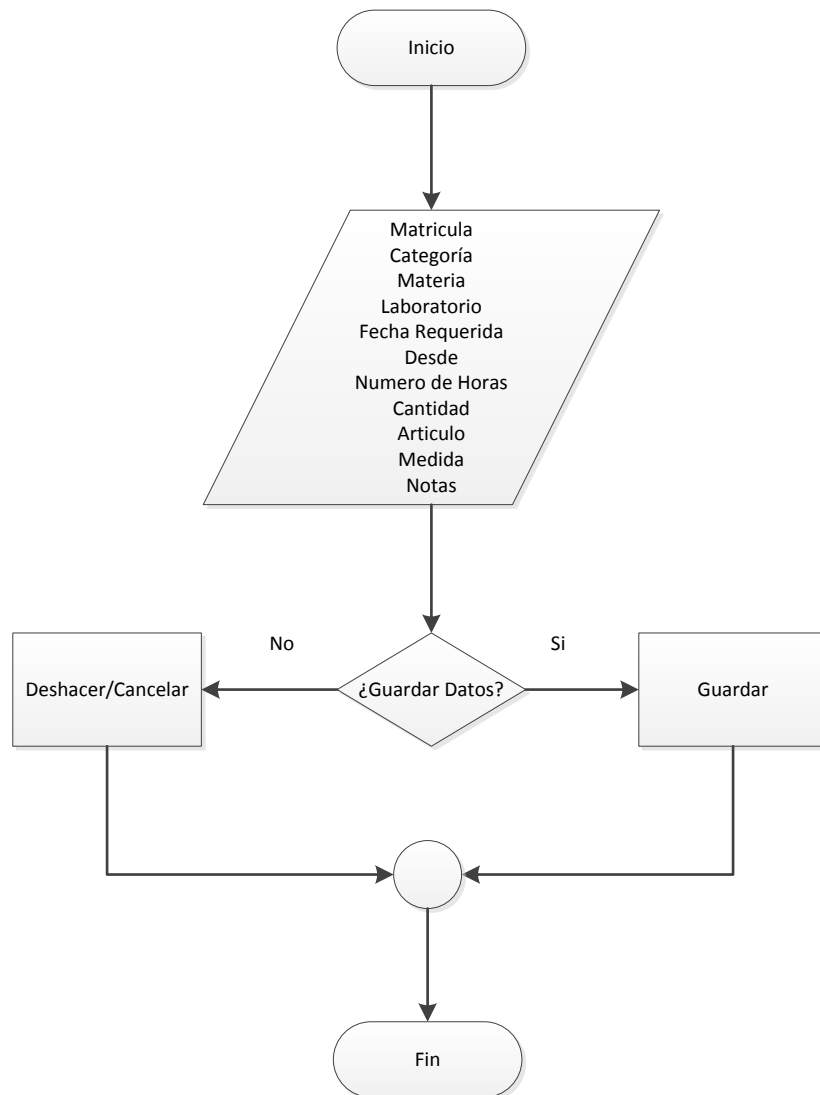 Inicio
Matricula
Categoría
Materia
Laboratorio
Fecha Requerida
Desde
Numero de Horas
Cantidad
Articulo
Medida
Notas
No
Si
Deshacer/Cancelar
¿Guardar Datos?
Guardar
Fin